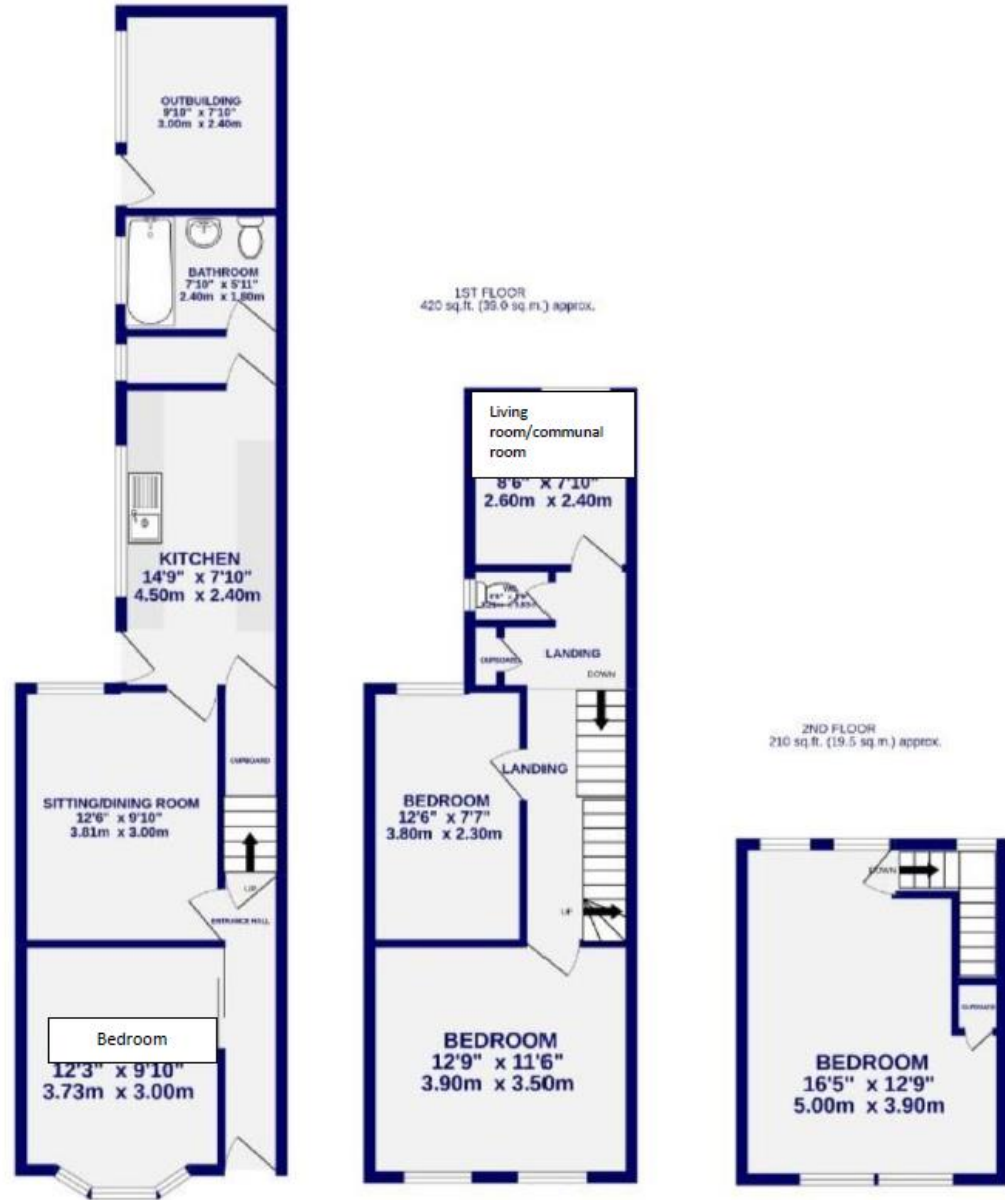 OUTBUILDING
9'10" x 7'10"
3.00m x 2.40m
BATHROOM
7'10" x 5'11"
2.40m x 1.80m
KITCHEN
14'9" x 7'10"
4.50m x 2.40m
CUPBOARD
SITTING/DINING ROOM
12'6" x 9'10"
3.81m x 3.00m
UP
ENTRANCE HALL
Bedroom
12'3" x 9'10"
3.73m x 3.00m
1ST FLOOR
420 sq.ft. (39.0 sq.m.) approx.
Living
room/communal
room
8'6" x 7'10"
2.60m x 2.40m
CUPBOARD
LANDING
DOWN
LANDING
BEDROOM
12'6" x 7'7"
3.80m x 2.30m
UP
BEDROOM
12'9" x 11'6"
3.90m x 3.50m
2ND FLOOR
210 sq.ft. (19.5 sq.m.) approx.
DOWN
CUPBOARD
BEDROOM
16'5" x 12'9"
5.00m x 3.90m